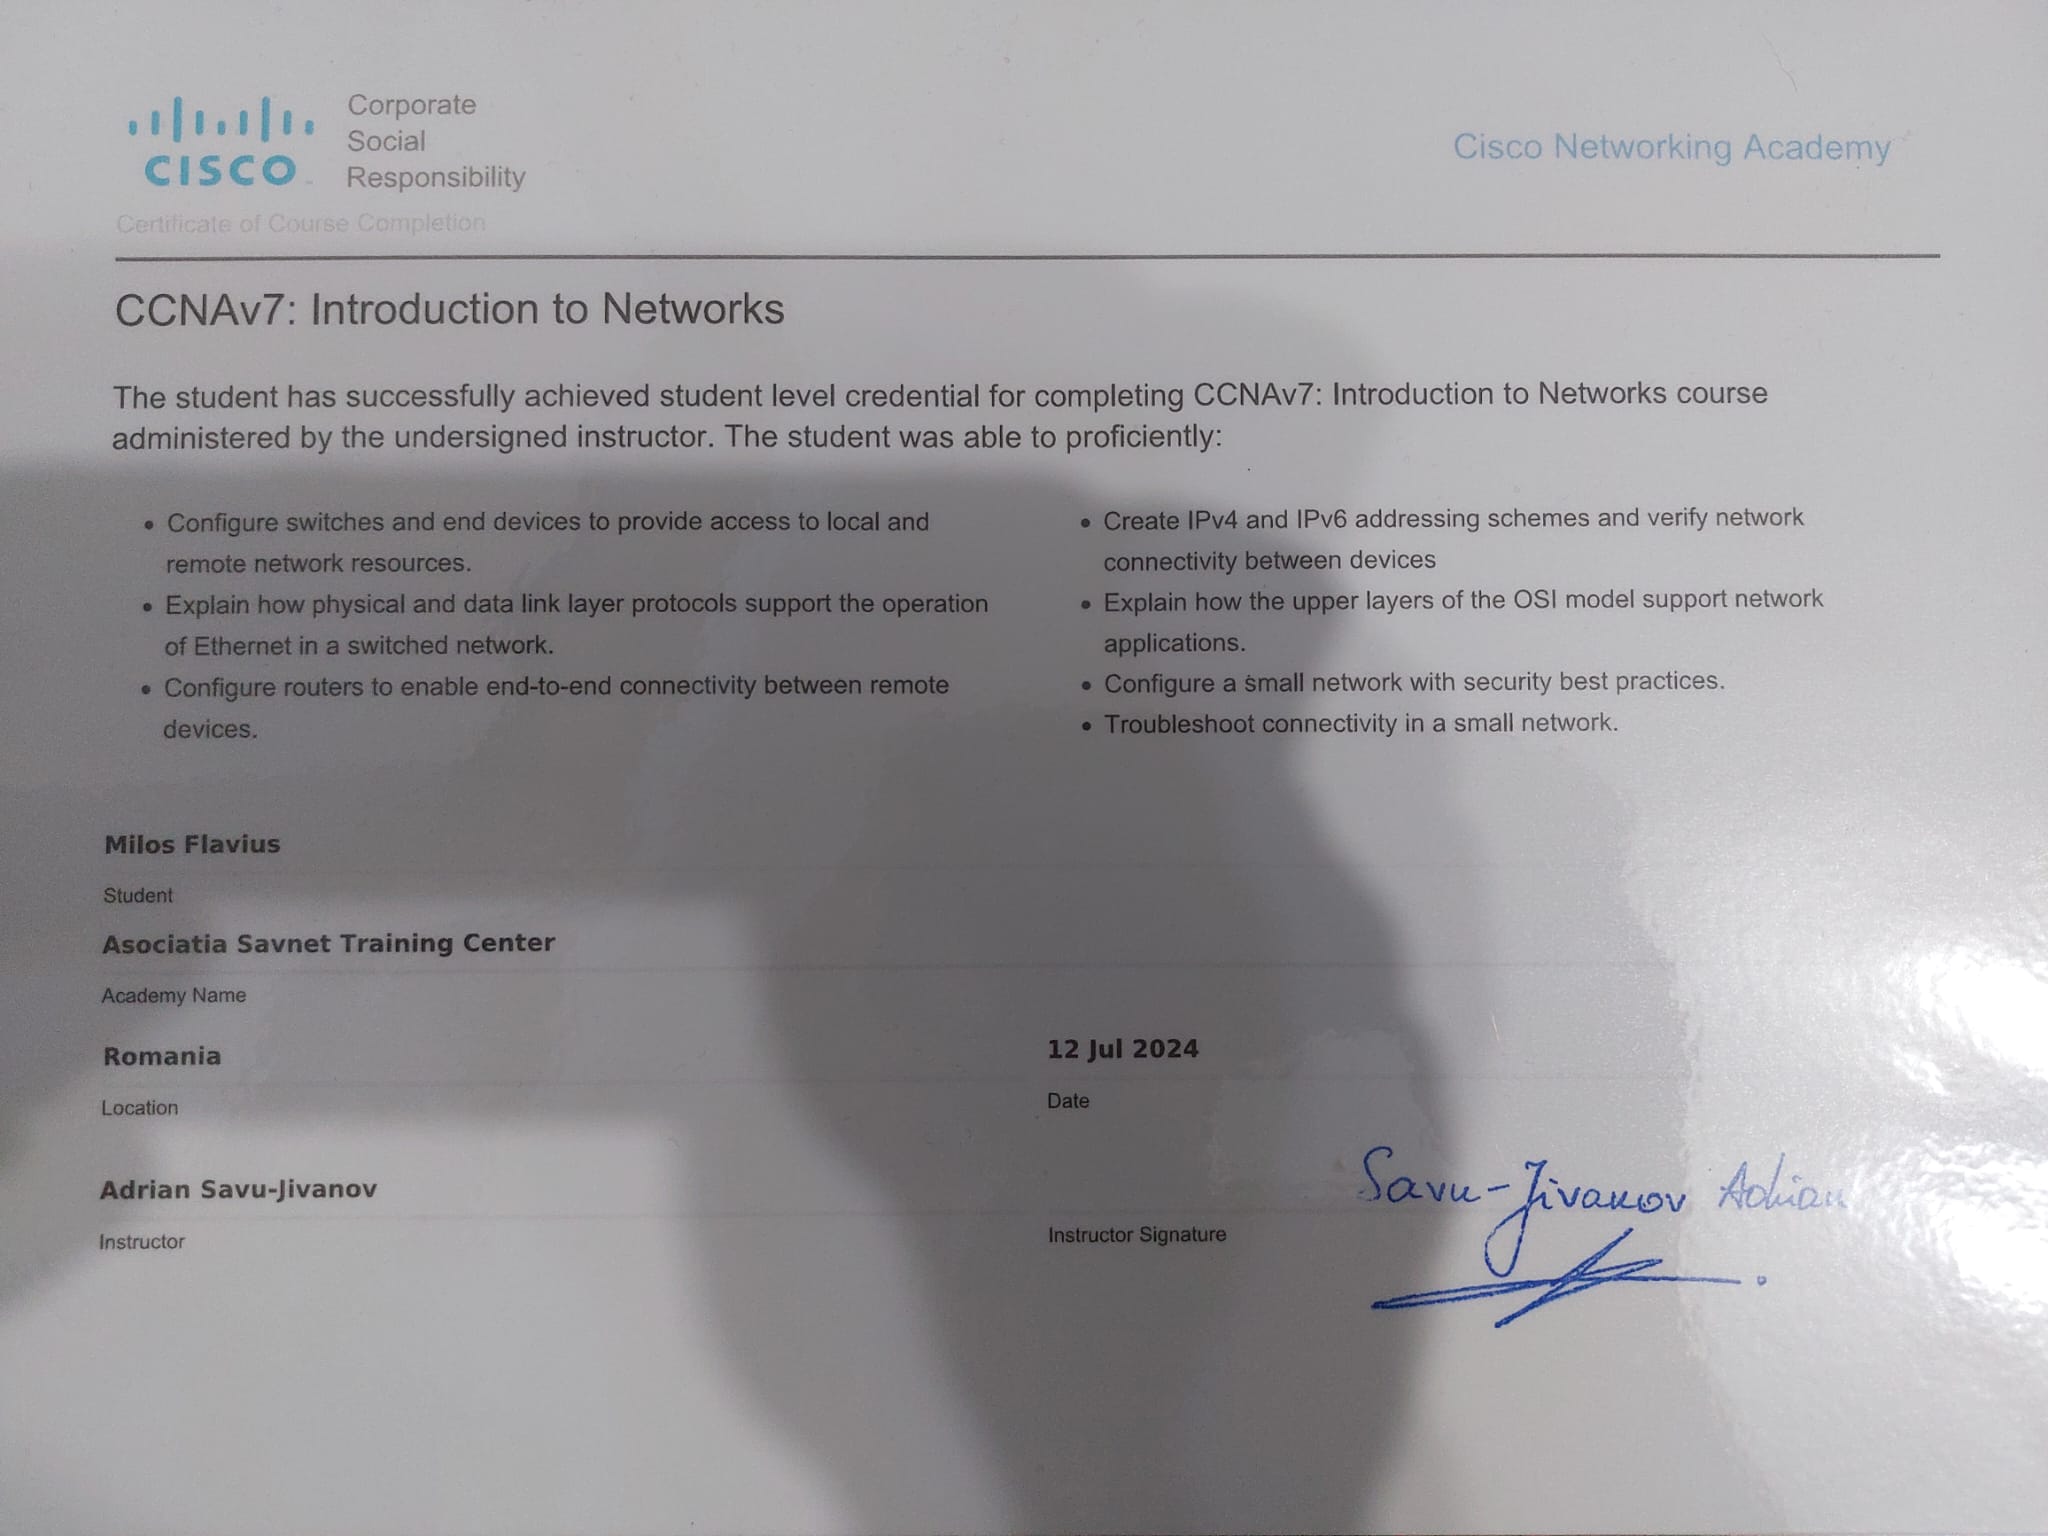 Corporate
Social
Responsibility
CISCO
Cisco Networking Academy
Certificate of Course Completion
CCNAv7: Introduction to Networks
The student has successfully achieved student level credential for completing CCNAv7: Introduction to Networks course
administered by the undersigned instructor. The student was able to proficiently:
• Configure switches and end devices to provide access to local and
remote network resources.
• Explain how physical and data link layer protocols support the operation
of Ethernet in a switched network.
• Configure routers to enable end-to-end connectivity between remote
devices.
• Create IPv4 and IPv6 addressing schemes and verify network
connectivity between devices
• Explain how the upper layers of the OSI model support network
applications.
• Configure a small network with security best practices.
• Troubleshoot connectivity in a small network.
Milos Flavius
Student
Asociatia Savnet Training Center
Academy Name
Romania
Location
12 Jul 2024
Date
Adrian Savu-Jivanov
Instructor
Savu-Jivanov Adrian
Instructor Signature